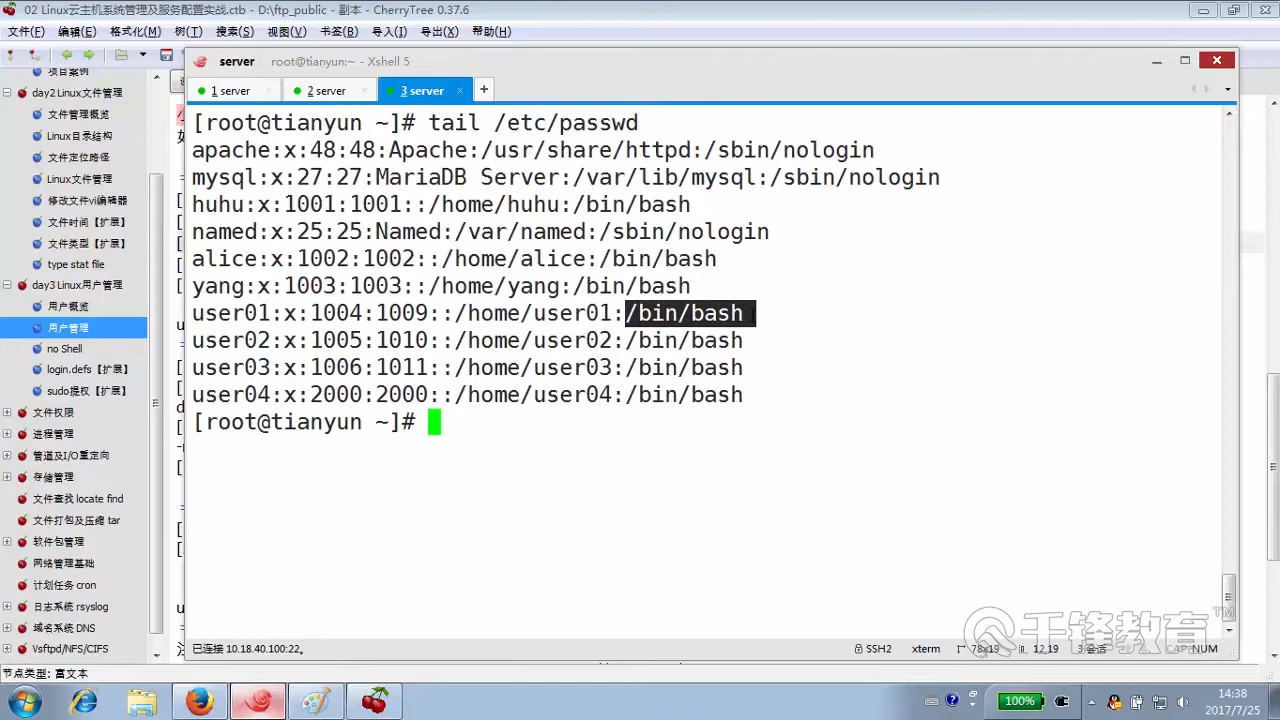 02 Linux云主机系统管理及服务配置实战.ctb - D:\ftp_public - 副本 - CherryTree 0.37.6
文件(F) 编辑(E) 格式化(M) 树(T) 搜索(S) 视图(V) 书签(B) 导入(I) 导出(X) 帮助(H)
项目案例
day2 Linux文件管理
文件管理概览
Linux目录结构
文件定位路径
Linux文件管理
修改文件vi编辑器
文件时间【扩展】
文件类型【扩展】
type stat file
day3 Linux用户管理
用户概览
用户管理
no Shell
login.defs【扩展】
sudo提权【扩展】
文件权限
进程管理
管道及I/O重定向
存储管理
文件查找 locate find
文件打包及压缩 tar
软件包管理
网络管理基础
计划任务 cron
日志系统 rsyslog
域名系统 DNS
Vsftpd/NFS/CIFS
server root@tianyun:~ - Xshell 5
1 server 2 server 3 server +
[root@tianyun ~]# tail /etc/passwd
apache:x:48:48:Apache:/usr/share/httpd:/sbin/nologin
mysql:x:27:27:MariaDB Server:/var/lib/mysql:/sbin/nologin
huhu:x:1001:1001::/home/huhu:/bin/bash
named:x:25:25:Named:/var/named:/sbin/nologin
alice:x:1002:1002::/home/alice:/bin/bash
yang:x:1003:1003::/home/yang:/bin/bash
user01:x:1004:1009::/home/user01:/bin/bash
user02:x:1005:1010::/home/user02:/bin/bash
user03:x:1006:1011::/home/user03:/bin/bash
user04:x:2000:2000::/home/user04:/bin/bash
[root@tianyun ~]#
千锋教育 TM
已连接 10.18.40.100:22。 SSH2 xterm 78x19 12,19 3 会话 CAP NUM
节点类型: 富文本
100%
14:38
2017/7/25